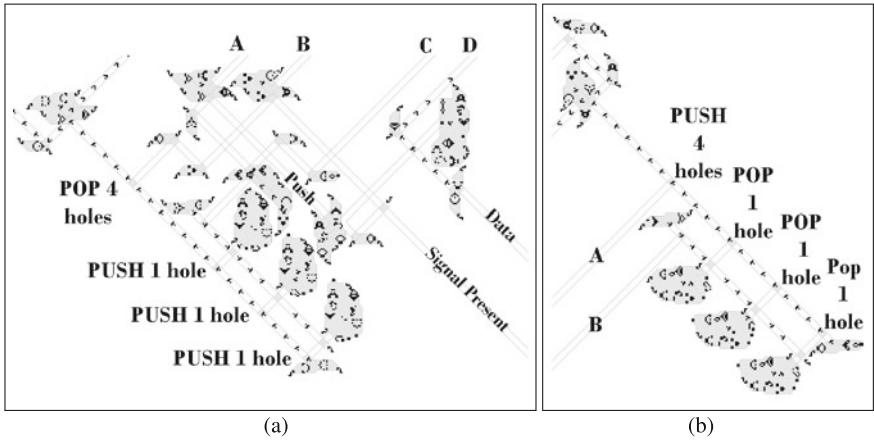 A B C D
POP 4
holes
Push
Data
Signal Present
PUSH 1 hole
PUSH 1 hole
PUSH 1 hole
(a)
PUSH
4
holes
POP
1
hole
POP
1
hole
Pop
1
hole
A
B
(b)